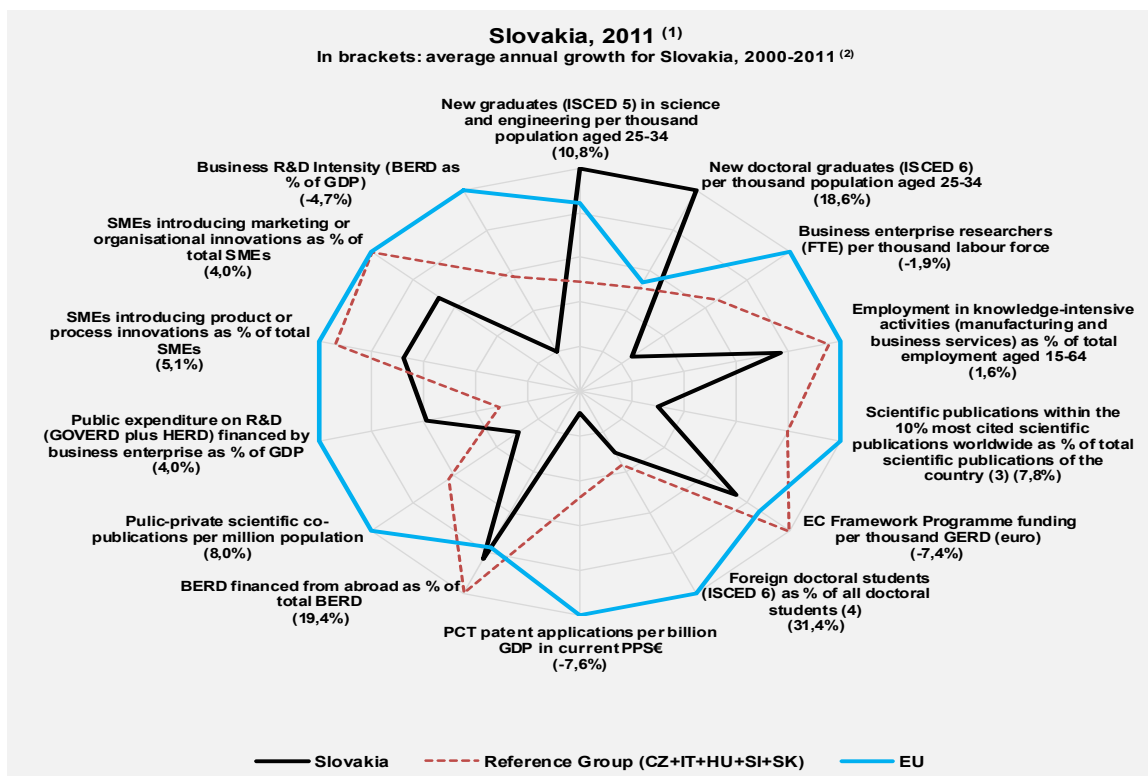 Slovakia, 2011 (1)
In brackets: average annual growth for Slovakia, 2000-2011 (2)
New graduates (ISCED 5) in science
and engineering per thousand
population aged 25-34
(10,8%)
New doctoral graduates (ISCED 6)
per thousand population aged 25-34
(18,6%)
Business enterprise researchers
(FTE) per thousand labour force
(-1,9%)
Employment in knowledge-intensive
activities (manufacturing and
business services) as % of total
employment aged 15-64
(1,6%)
Scientific publications within the
10% most cited scientific
publications worldwide as % of total
scientific publications of the
country (3) (7,8%)
EC Framework Programme funding
per thousand GERD (euro)
(-7,4%)
Foreign doctoral students
(ISCED 6) as % of all doctoral
students (4)
(31,4%)
PCT patent applications per billion
GDP in current PPS€
(-7,6%)
BERD financed from abroad as % of
total BERD
(19,4%)
Pulic-private scientific co-
publications per million population
(8,0%)
Public expenditure on R&D
(GOVERD plus HERD) financed by
business enterprise as % of GDP
(4,0%)
SMEs introducing product or
process innovations as % of total
SMEs
(5,1%)
SMEs introducing marketing or
organisational innovations as % of
total SMEs
(4,0%)
Business R&D Intensity (BERD as
% of GDP)
(-4,7%)
Slovakia
Reference Group (CZ+IT+HU+SI+SK)
EU